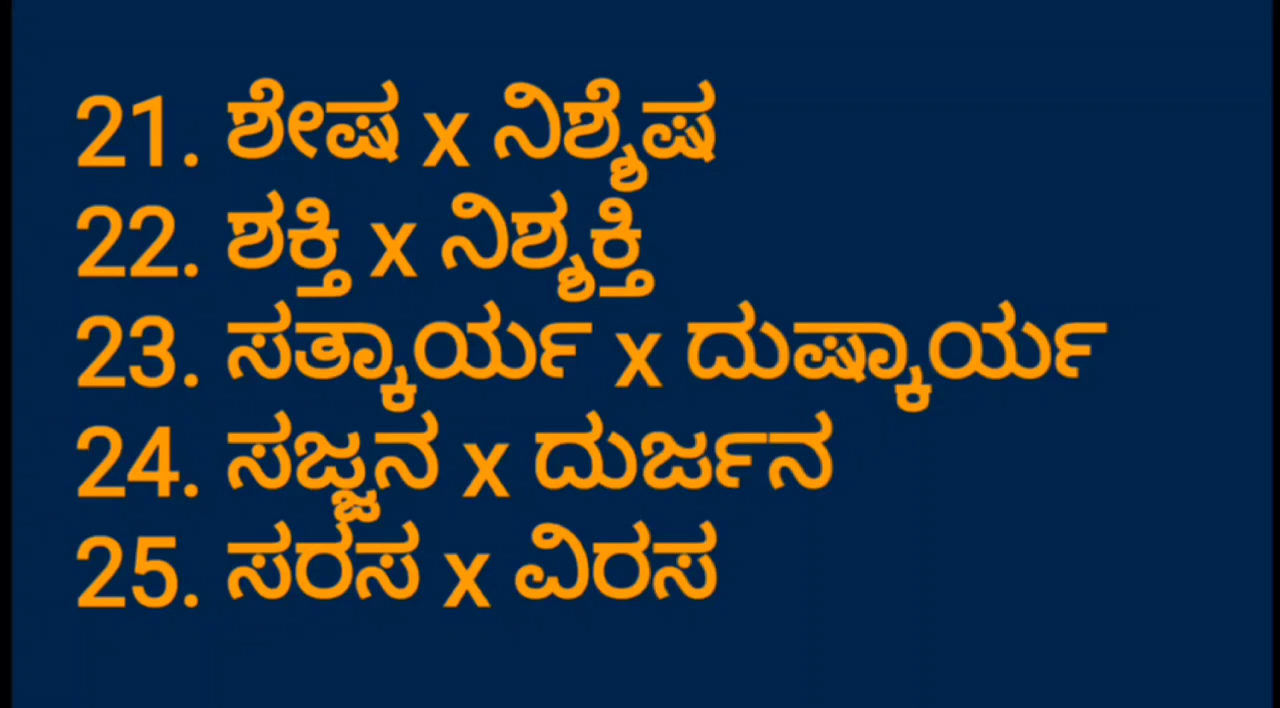 21. ಶೇಷ x ನಿಶ್ಶೆಷ
22. ಶಕ್ತಿ x ನಿಶ್ಶಕ್ತಿ
23. ಸತ್ಕಾರ್ಯ x ದುಷ್ಕಾರ್ಯ
24. ಸಜ್ಜನ x ದುರ್ಜನ
25. ಸರಸ x ವಿರಸ